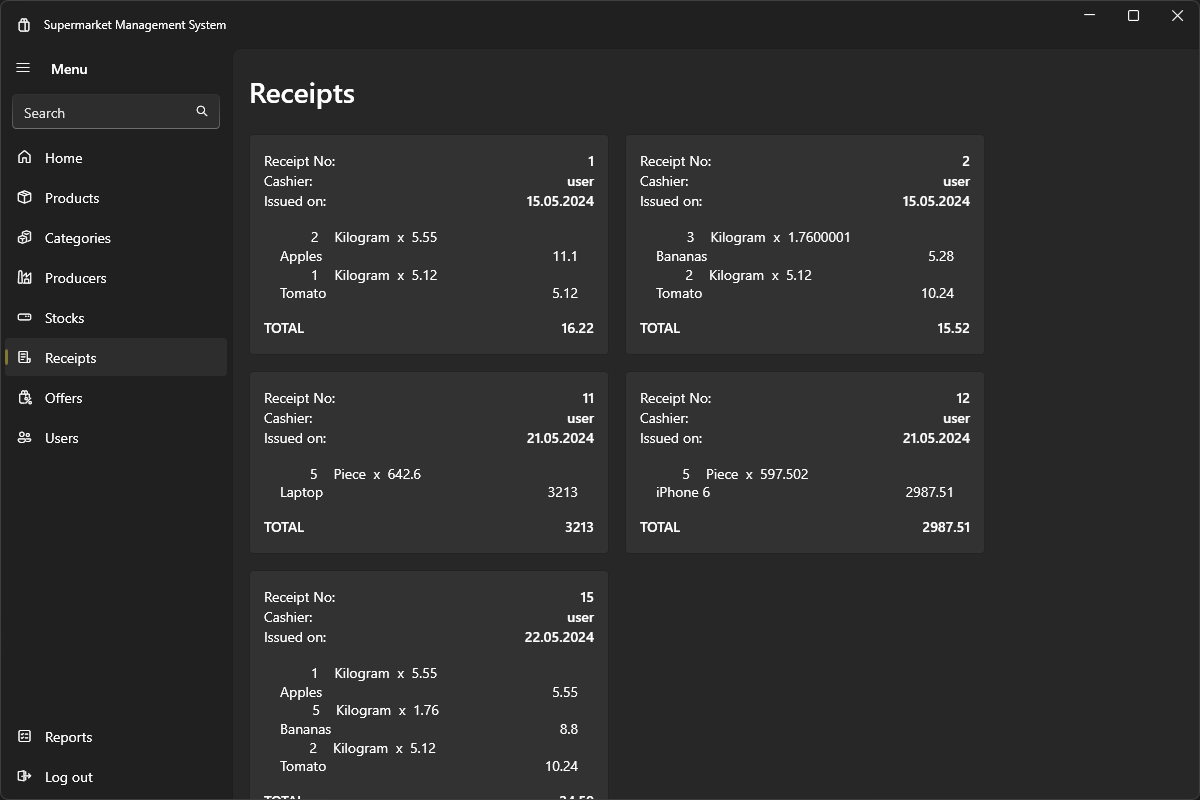 Supermarket Management System
Menu
Search
Home
Products
Categories
Producers
Stocks
Receipts
Offers
Users
Reports
Log out
Receipts
Receipt No: 1
Cashier: user
Issued on: 15.05.2024
2 Kilogram x 5.55
Apples 11.1
1 Kilogram x 5.12
Tomato 5.12
TOTAL 16.22
Receipt No: 2
Cashier: user
Issued on: 15.05.2024
3 Kilogram x 1.7600001
Bananas 5.28
2 Kilogram x 5.12
Tomato 10.24
TOTAL 15.52
Receipt No: 11
Cashier: user
Issued on: 21.05.2024
5 Piece x 642.6
Laptop 3213
TOTAL 3213
Receipt No: 12
Cashier: user
Issued on: 21.05.2024
5 Piece x 597.502
iPhone 6 2987.51
TOTAL 2987.51
Receipt No: 15
Cashier: user
Issued on: 22.05.2024
1 Kilogram x 5.55
Apples 5.55
5 Kilogram x 1.76
Bananas 8.8
2 Kilogram x 5.12
Tomato 10.24
TOTAL 24.59